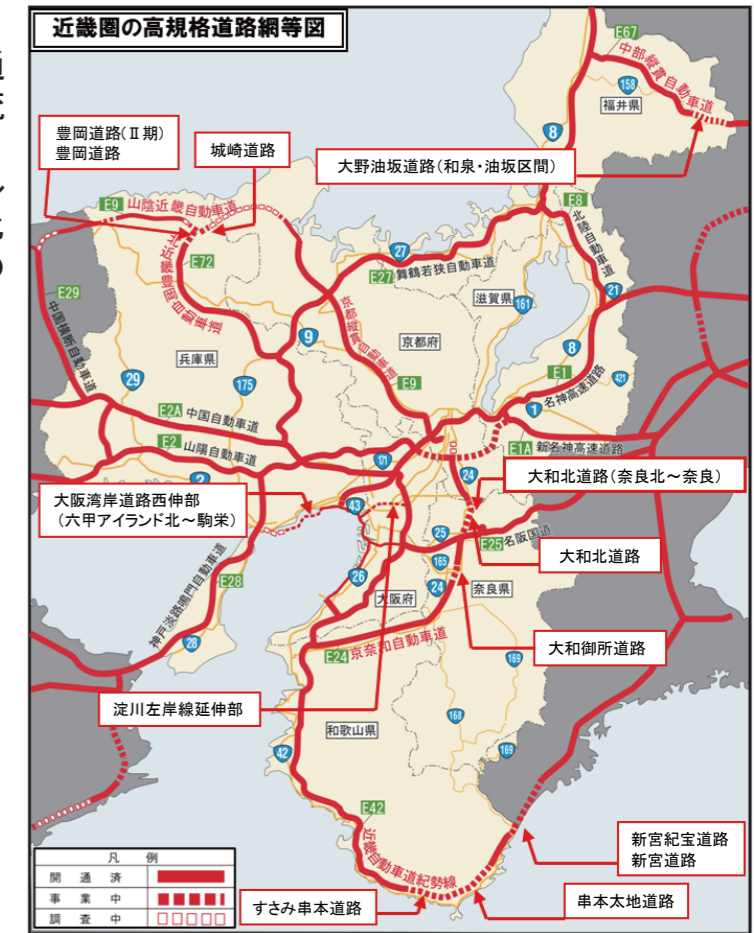 近畿圏の高規格道路網等図
E67
中部縦貫自動車道
158
福井県
8
豊岡道路(Ⅱ期)
豊岡道路
城崎道路
大野油坂道路(和泉・油坂区間)
E9
山陰近畿自動車道
E8
北陸自動車道
E72
北近畿豊岡自動車道
27
E27
舞鶴若狭自動車道
E29
中国横断自動車道
滋賀県
161
21
京都縦貫自動車道
9
京都府
8
兵庫県
29
175
E9
E1
名神高速道路
421
1
E2A
中国自動車道
E2
山陽自動車道
E1A
新名神高速道路
171
2
24
大阪湾岸道路西伸部
(六甲アイランド北～駒栄)
43
大和北道路(奈良北～奈良)
25
E25
名阪国道
大和北道路
神戸淡路鳴門自動車道
E28
26
165
大阪府
24
奈良県
28
E24
京奈和自動車道
大和御所道路
169
淀川左岸線延伸部
和歌山県
168
42
169
E42
近畿自動車道紀勢線
新宮紀宝道路
新宮道路
凡例
開通済
事業中
調査中
すさみ串本道路
串本太地道路